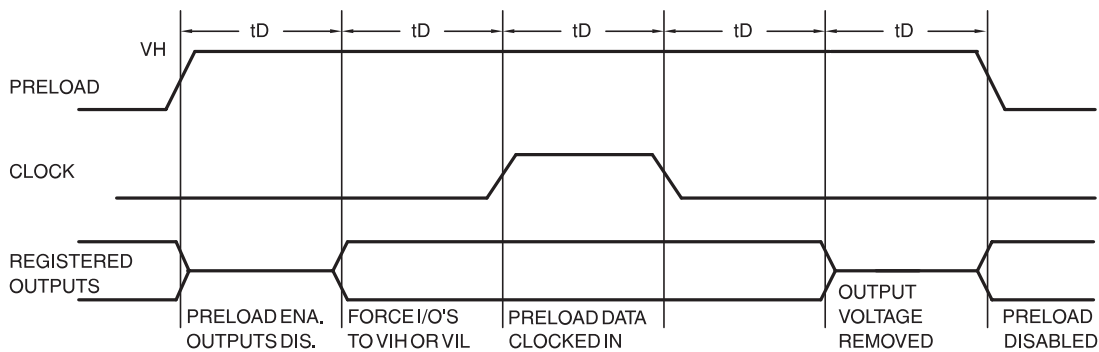 tD tD tD tD tD
VH
PRELOAD
CLOCK
REGISTERED
OUTPUTS
PRELOAD ENA.
OUTPUTS DIS.
FORCE I/O'S
TO VIH OR VIL
PRELOAD DATA
CLOCKED IN
OUTPUT
VOLTAGE
REMOVED
PRELOAD
DISABLED